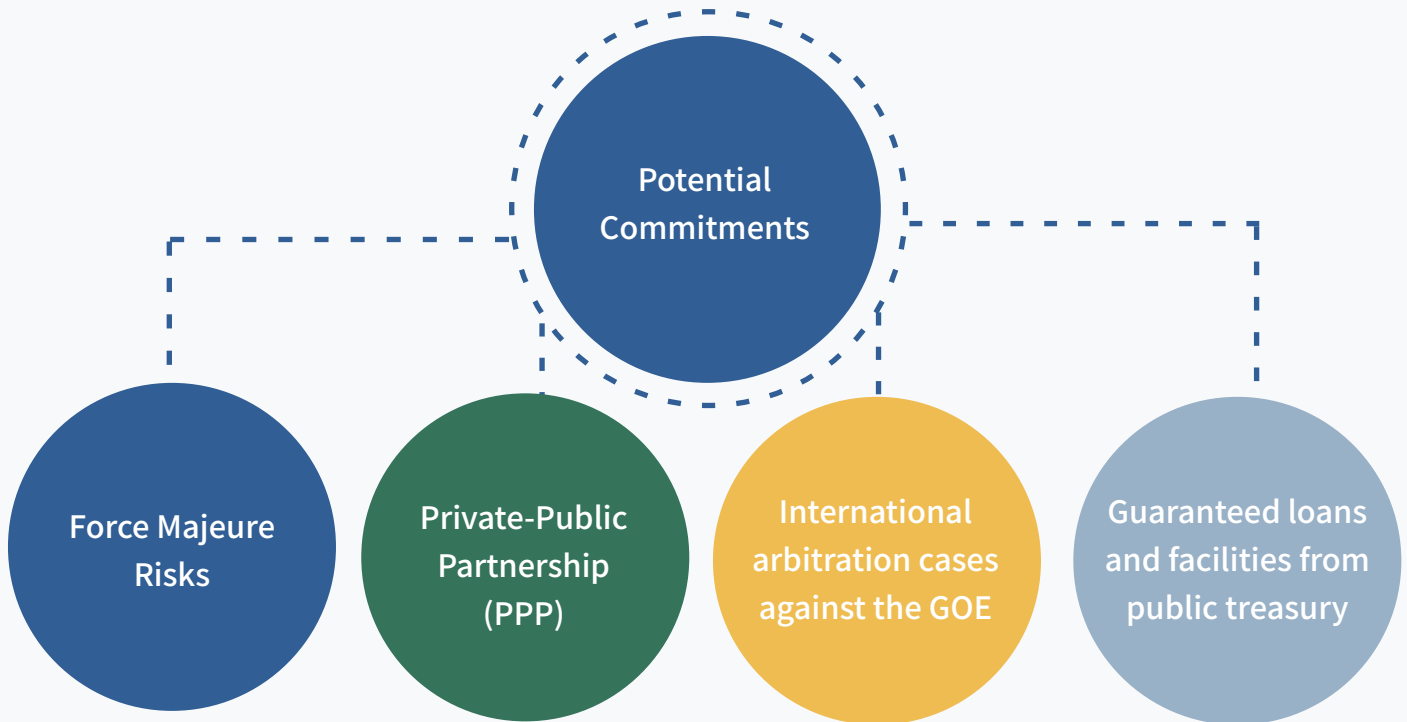 Potential
Commitments
Force Majeure
Risks
Private-Public
Partnership
(PPP)
International
arbitration cases
against the GOE
Guaranteed loans
and facilities from
public treasury